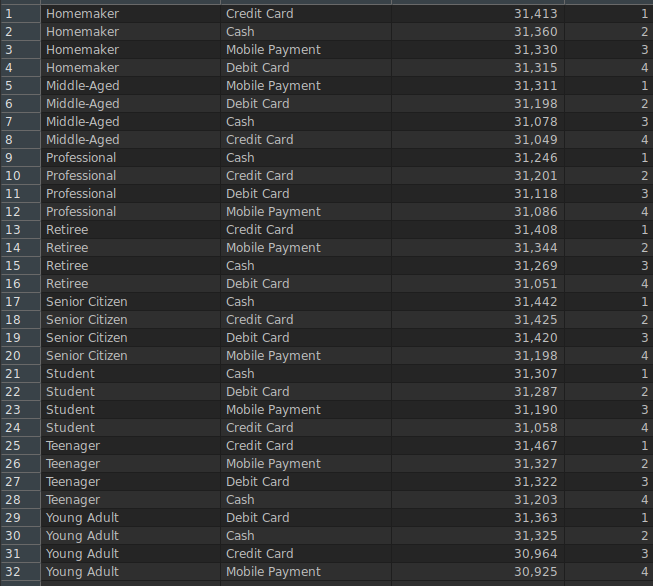 1 Homemaker Credit Card 31,413 1
2 Homemaker Cash 31,360 2
3 Homemaker Mobile Payment 31,330 3
4 Homemaker Debit Card 31,315 4
5 Middle-Aged Mobile Payment 31,311 1
6 Middle-Aged Debit Card 31,198 2
7 Middle-Aged Cash 31,078 3
8 Middle-Aged Credit Card 31,049 4
9 Professional Cash 31,246 1
10 Professional Credit Card 31,201 2
11 Professional Debit Card 31,118 3
12 Professional Mobile Payment 31,086 4
13 Retiree Credit Card 31,408 1
14 Retiree Mobile Payment 31,344 2
15 Retiree Cash 31,269 3
16 Retiree Debit Card 31,051 4
17 Senior Citizen Cash 31,442 1
18 Senior Citizen Credit Card 31,425 2
19 Senior Citizen Debit Card 31,420 3
20 Senior Citizen Mobile Payment 31,198 4
21 Student Cash 31,307 1
22 Student Debit Card 31,287 2
23 Student Mobile Payment 31,190 3
24 Student Credit Card 31,058 4
25 Teenager Credit Card 31,467 1
26 Teenager Mobile Payment 31,327 2
27 Teenager Debit Card 31,322 3
28 Teenager Cash 31,203 4
29 Young Adult Debit Card 31,363 1
30 Young Adult Cash 31,325 2
31 Young Adult Credit Card 30,964 3
32 Young Adult Mobile Payment 30,925 4